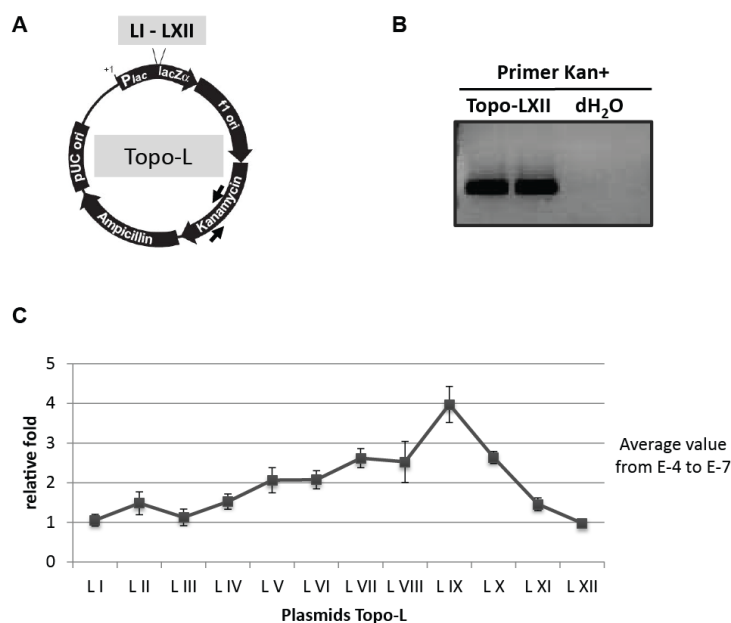 A
LI - LXII
+1
Plac
lacZα
f1 ori
Kanamycin
Ampicillin
pUC ori
Topo-L
B
Primer Kan+
Topo-LXII dH₂O
C
5
4
3
2
1
0
relative fold
L I L II L III L IV L V L VI L VII L VIII L IX L X L XI L XII
Plasmids Topo-L
Average value
from E-4 to E-7